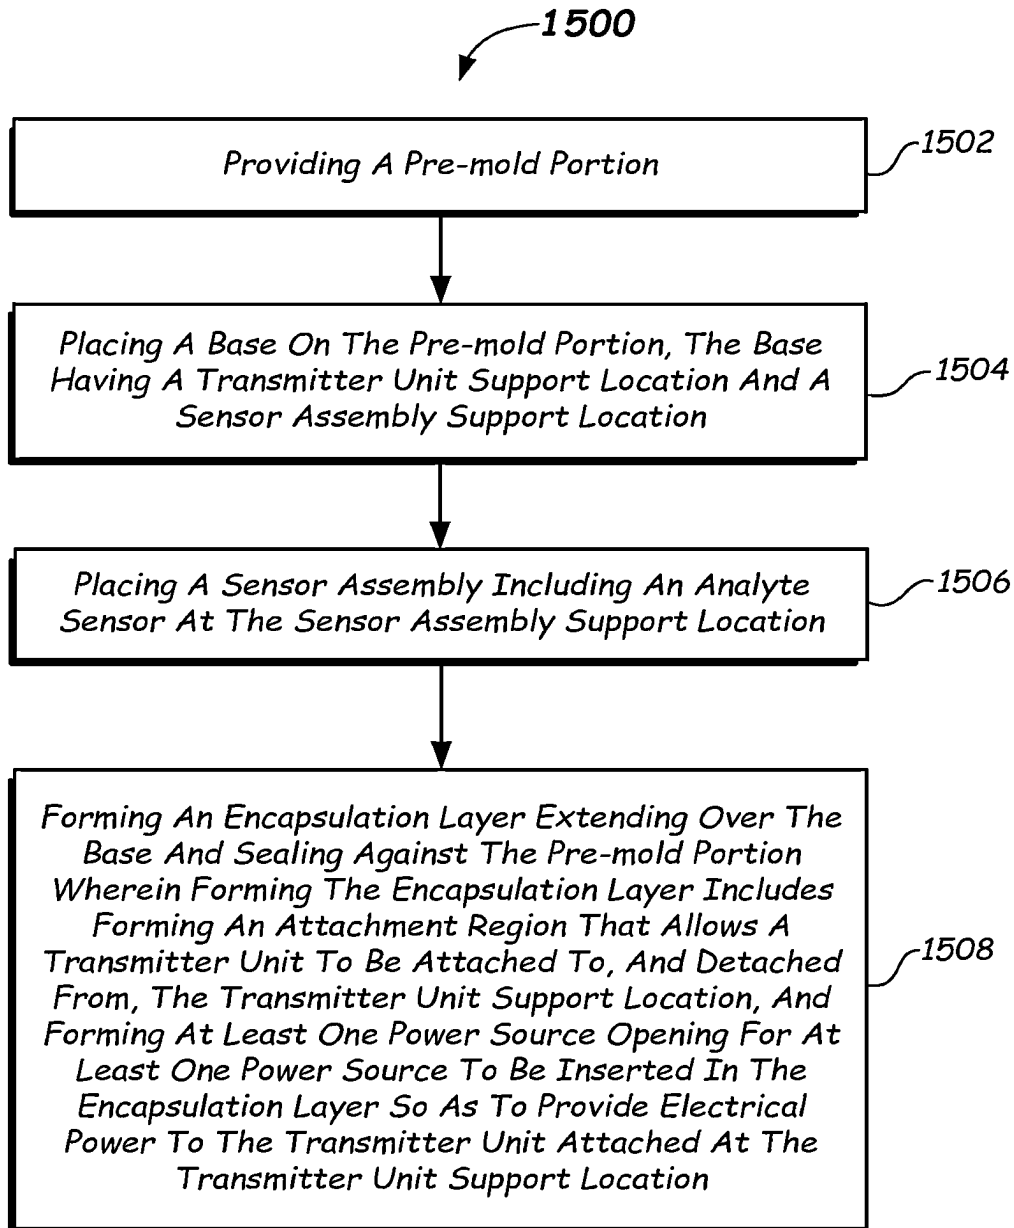 1500
Providing A Pre-mold Portion
1502
Placing A Base On The Pre-mold Portion, The Base
Having A Transmitter Unit Support Location And A
Sensor Assembly Support Location
1504
Placing A Sensor Assembly Including An Analyte
Sensor At The Sensor Assembly Support Location
1506
Forming An Encapsulation Layer Extending Over The
Base And Sealing Against The Pre-mold Portion
Wherein Forming The Encapsulation Layer Includes
Forming An Attachment Region That Allows A
Transmitter Unit To Be Attached To, And Detached
From, The Transmitter Unit Support Location, And
Forming At Least One Power Source Opening For At
Least One Power Source To Be Inserted In The
Encapsulation Layer So As To Provide Electrical
Power To The Transmitter Unit Attached At The
Transmitter Unit Support Location
1508